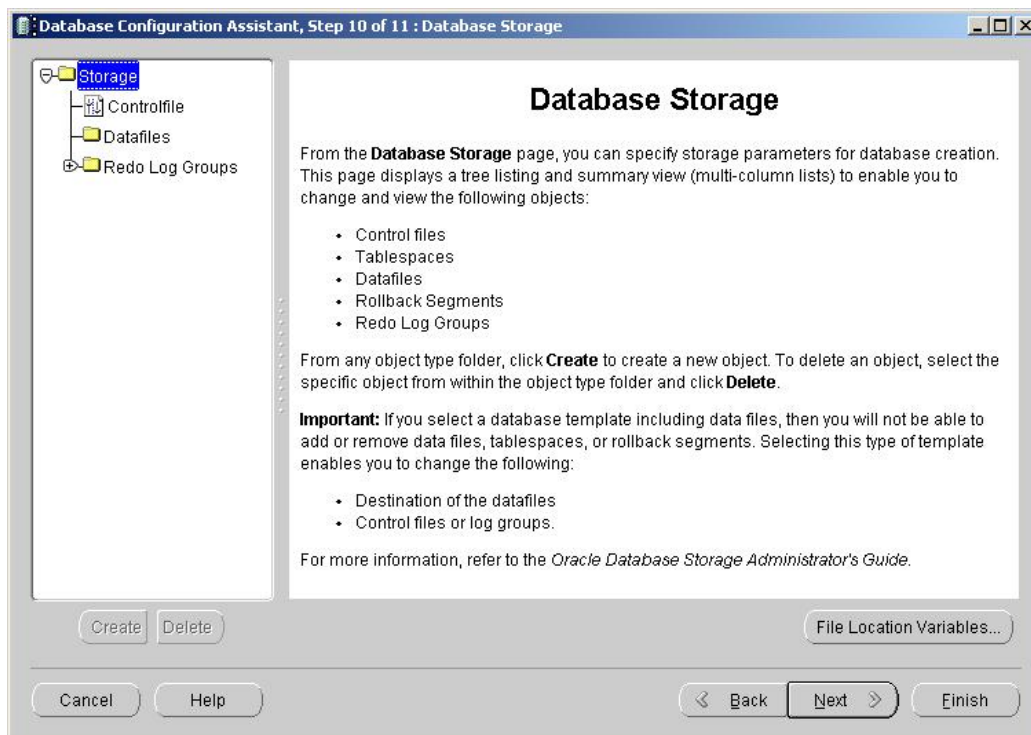 Database Configuration Assistant, Step 10 of 11 : Database Storage
Storage
Controlfile
Datafiles
Redo Log Groups
Database Storage
From the Database Storage page, you can specify storage parameters for database creation.
This page displays a tree listing and summary view (multi-column lists) to enable you to
change and view the following objects:
• Control files
• Tablespaces
• Datafiles
• Rollback Segments
• Redo Log Groups
From any object type folder, click Create to create a new object. To delete an object, select the
specific object from within the object type folder and click Delete.
Important: If you select a database template including data files, then you will not be able to
add or remove data files, tablespaces, or rollback segments. Selecting this type of template
enables you to change the following:
• Destination of the datafiles
• Control files or log groups.
For more information, refer to the Oracle Database Storage Administrator's Guide.
Create Delete
File Location Variables...
Cancel Help Back Next Finish